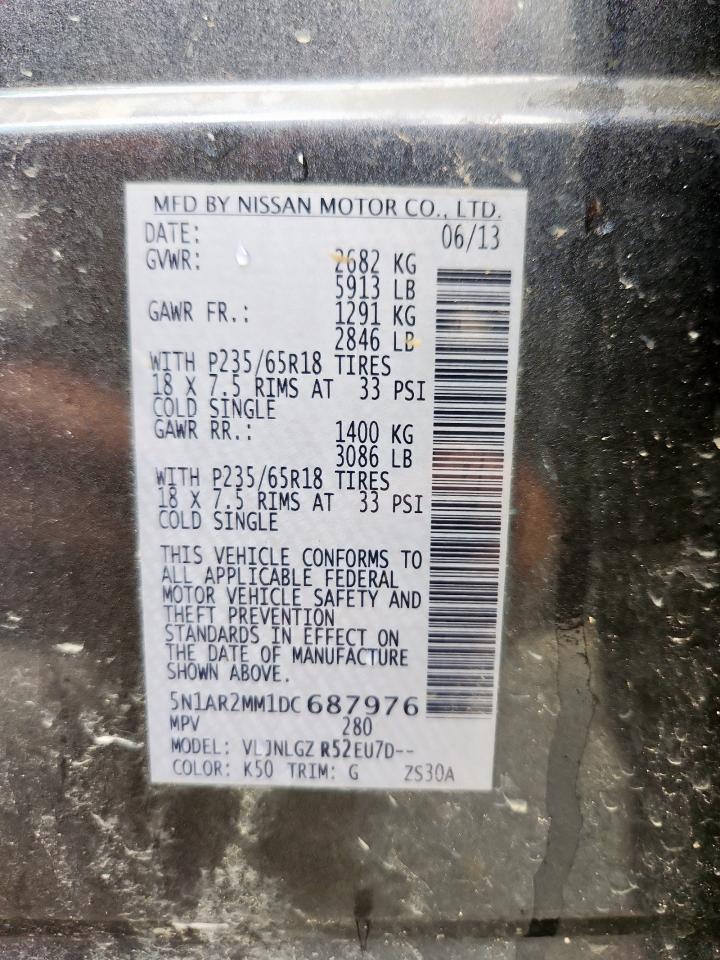 MFD BY NISSAN MOTOR CO., LTD.
DATE: 06/13
GVWR: 2682 KG
5913 LB
GAWR FR.: 1291 KG
2846 LB
WITH P235/65R18 TIRES
18 X 7.5 RIMS AT 33 PSI
COLD SINGLE
GAWR RR.: 1400 KG
3086 LB
WITH P235/65R18 TIRES
18 X 7.5 RIMS AT 33 PSI
COLD SINGLE
THIS VEHICLE CONFORMS TO
ALL APPLICABLE FEDERAL
MOTOR VEHICLE SAFETY AND
THEFT PREVENTION
STANDARDS IN EFFECT ON
THE DATE OF MANUFACTURE
SHOWN ABOVE.
5N1AR2MM1DC687976
MPV 280
MODEL: VLJNLGZ R52EU7D--
COLOR: K50 TRIM: G ZS30A